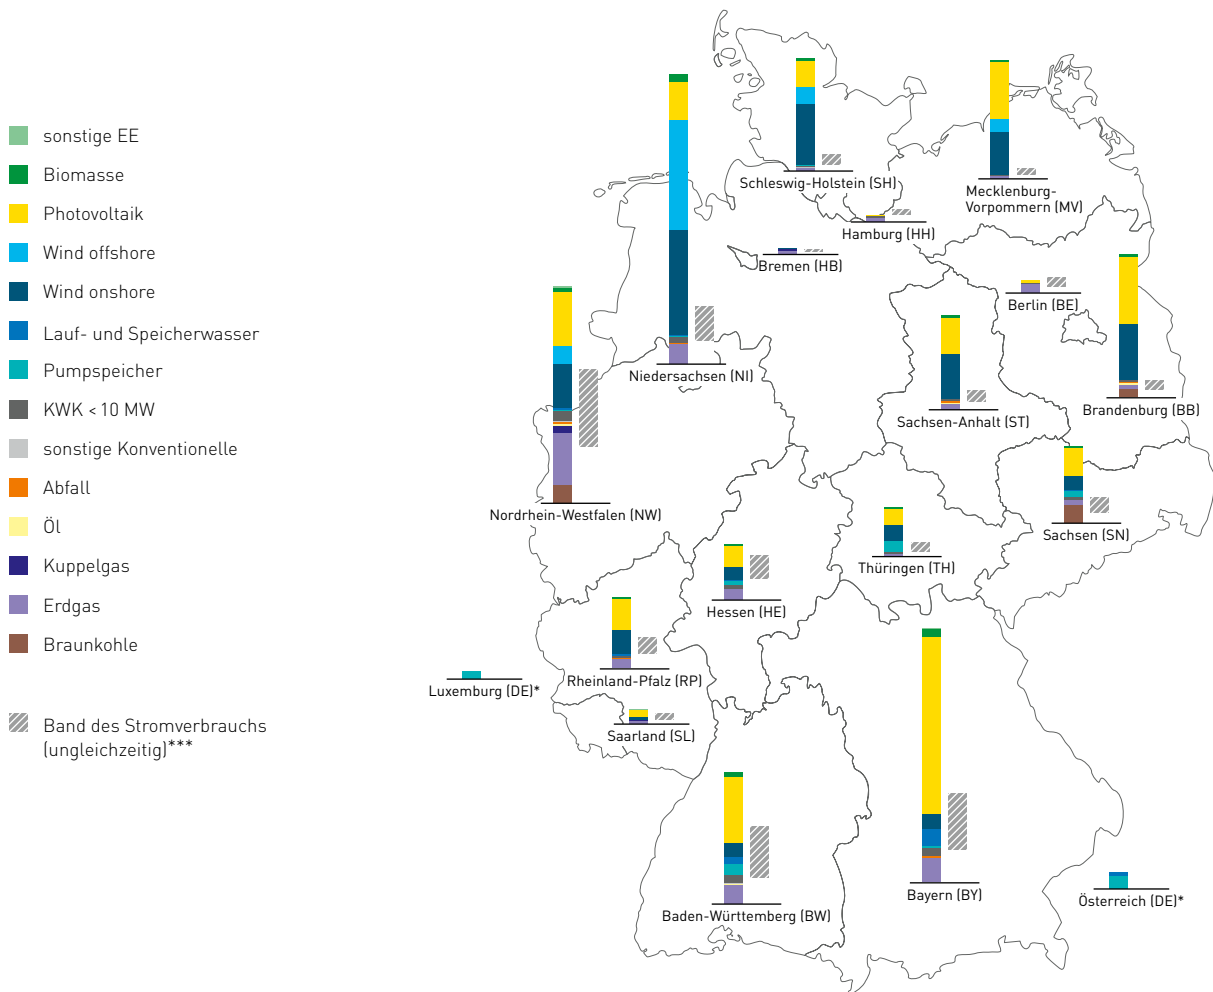 sonstige EE
Biomasse
Photovoltaik
Wind offshore
Wind onshore
Lauf- und Speicherwasser
Pumpspeicher
KWK < 10 MW
sonstige Konventionelle
Abfall
Öl
Kuppelgas
Erdgas
Braunkohle
Band des Stromverbrauchs
(ungleichzeitig)***
Schleswig-Holstein (SH)
Mecklenburg-
Vorpommern (MV)
Hamburg (HH)
Bremen (HB)
Berlin (BE)
Niedersachsen (NI)
Sachsen-Anhalt (ST)
Brandenburg (BB)
Nordrhein-Westfalen (NW)
Sachsen (SN)
Thüringen (TH)
Hessen (HE)
Rheinland-Pfalz (RP)
Luxemburg (DE)*
Saarland (SL)
Bayern (BY)
Österreich (DE)*
Baden-Württemberg (BW)